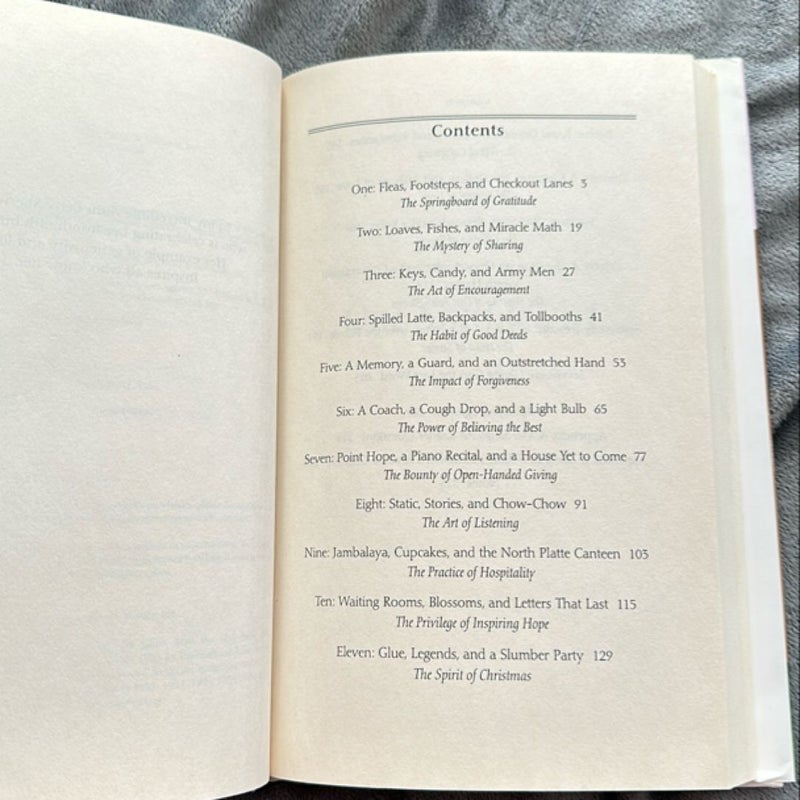 Contents
One: Fleas, Footsteps, and Checkout Lanes 3
The Springboard of Gratitude
Two: Loaves, Fishes, and Miracle Math 19
The Mystery of Sharing
Three: Keys, Candy, and Army Men 27
The Act of Encouragement
Four: Spilled Latte, Backpacks, and Tollbooths 41
The Habit of Good Deeds
Five: A Memory, a Guard, and an Outstretched Hand 53
The Impact of Forgiveness
Six: A Coach, a Cough Drop, and a Light Bulb 65
The Power of Believing the Best
Seven: Point Hope, a Piano Recital, and a House Yet to Come 77
The Bounty of Open-Handed Giving
Eight: Static, Stories, and Chow-Chow 91
The Art of Listening
Nine: Jambalaya, Cupcakes, and the North Platte Canteen 103
The Practice of Hospitality
Ten: Waiting Rooms, Blossoms, and Letters That Last 115
The Privilege of Inspiring Hope
Eleven: Glue, Legends, and a Slumber Party 129
The Spirit of Christmas